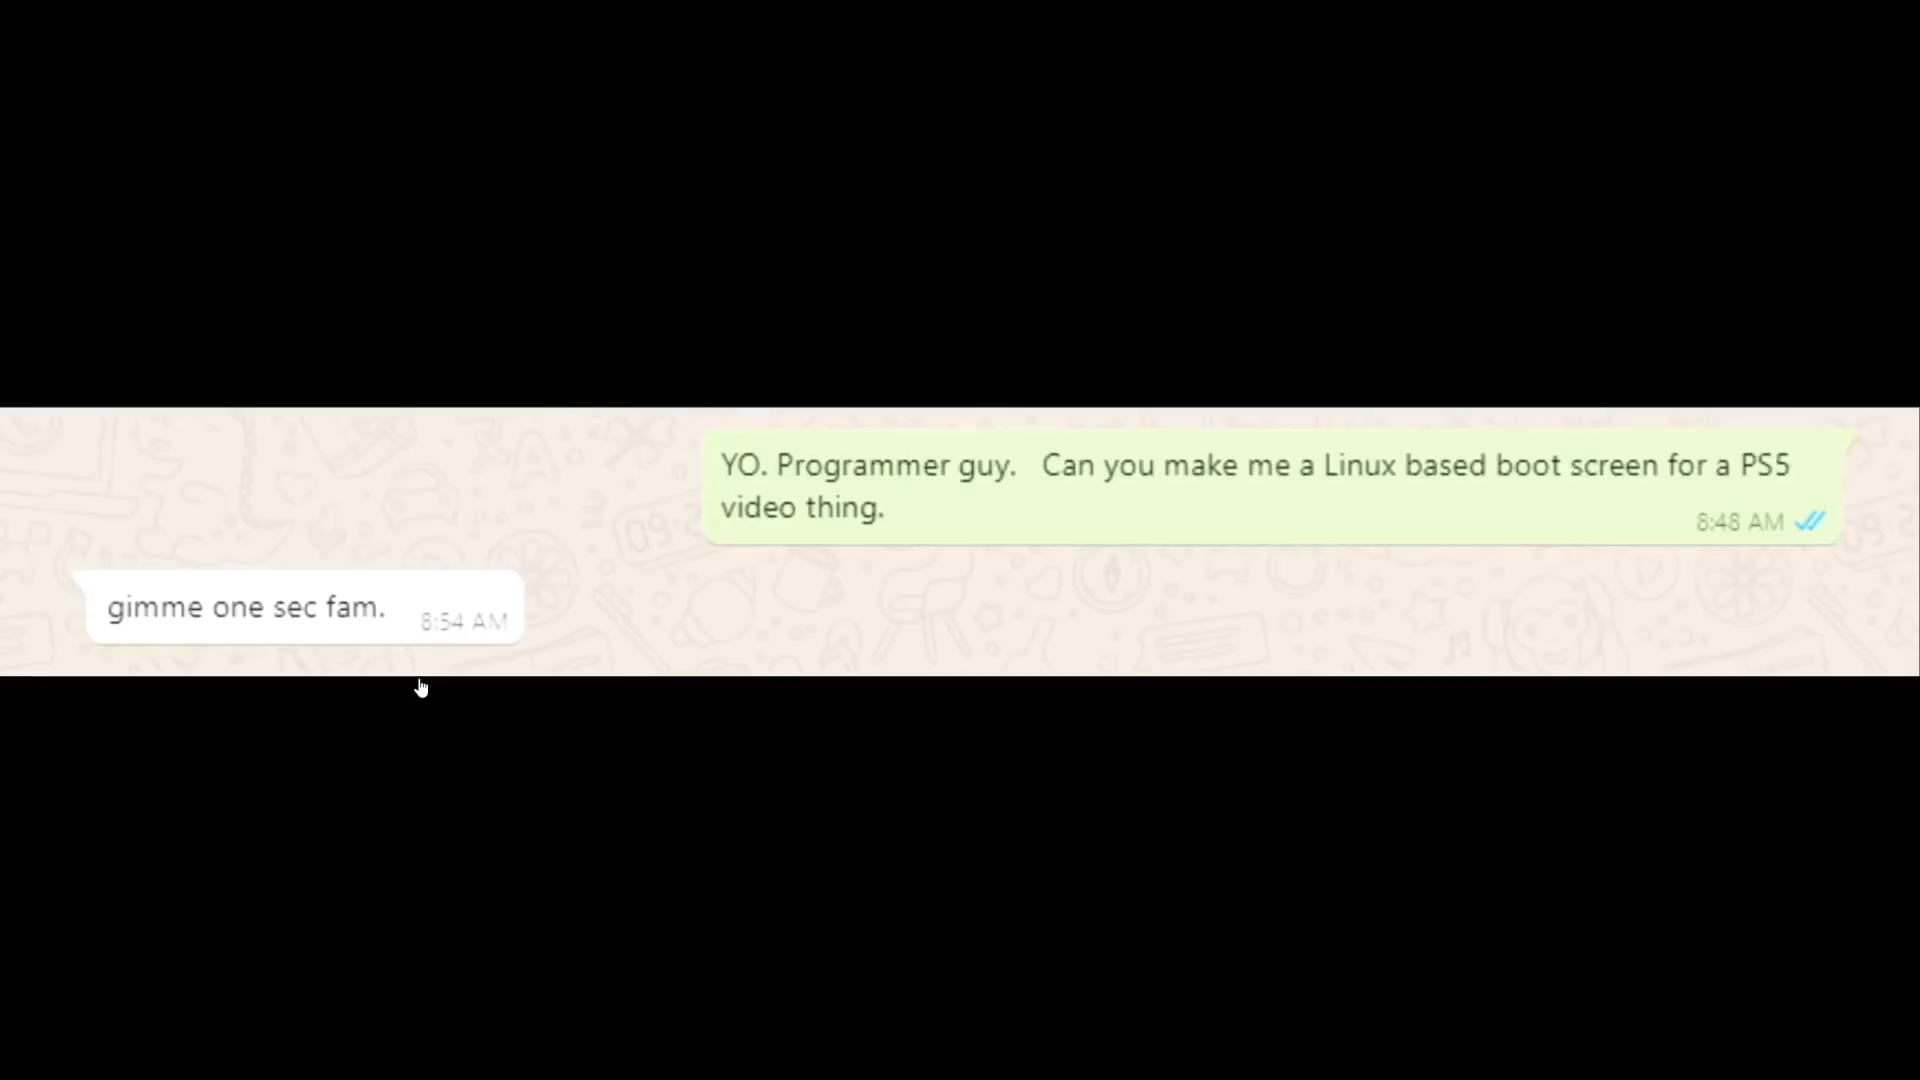 YO. Programmer guy.   Can you make me a Linux based boot screen for a PS5
video thing.
8:48 AM
gimme one sec fam.
8:54 AM